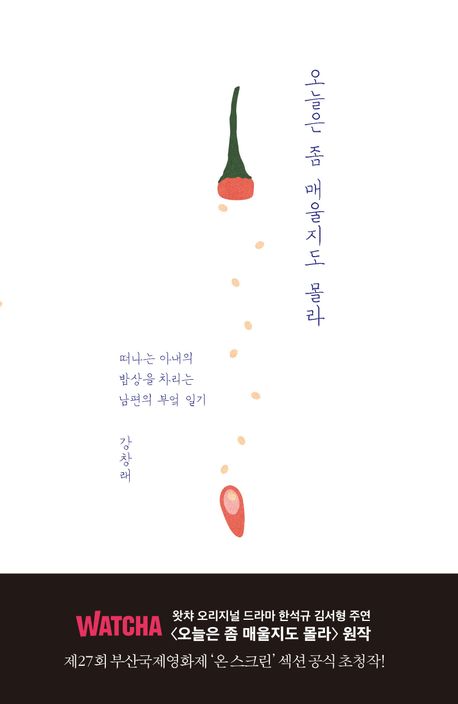 오늘은 좀 매울지도 몰라
떠나는 아내의
밥상을 차리는
남편의 부엌 일기
강창래
WATCHA
왓챠 오리지널 드라마 한석규 김서형 주연
〈오늘은 좀 매울지도 몰라〉 원작
제27회 부산국제영화제 ‘온 스크린’ 섹션 공식 초청작!